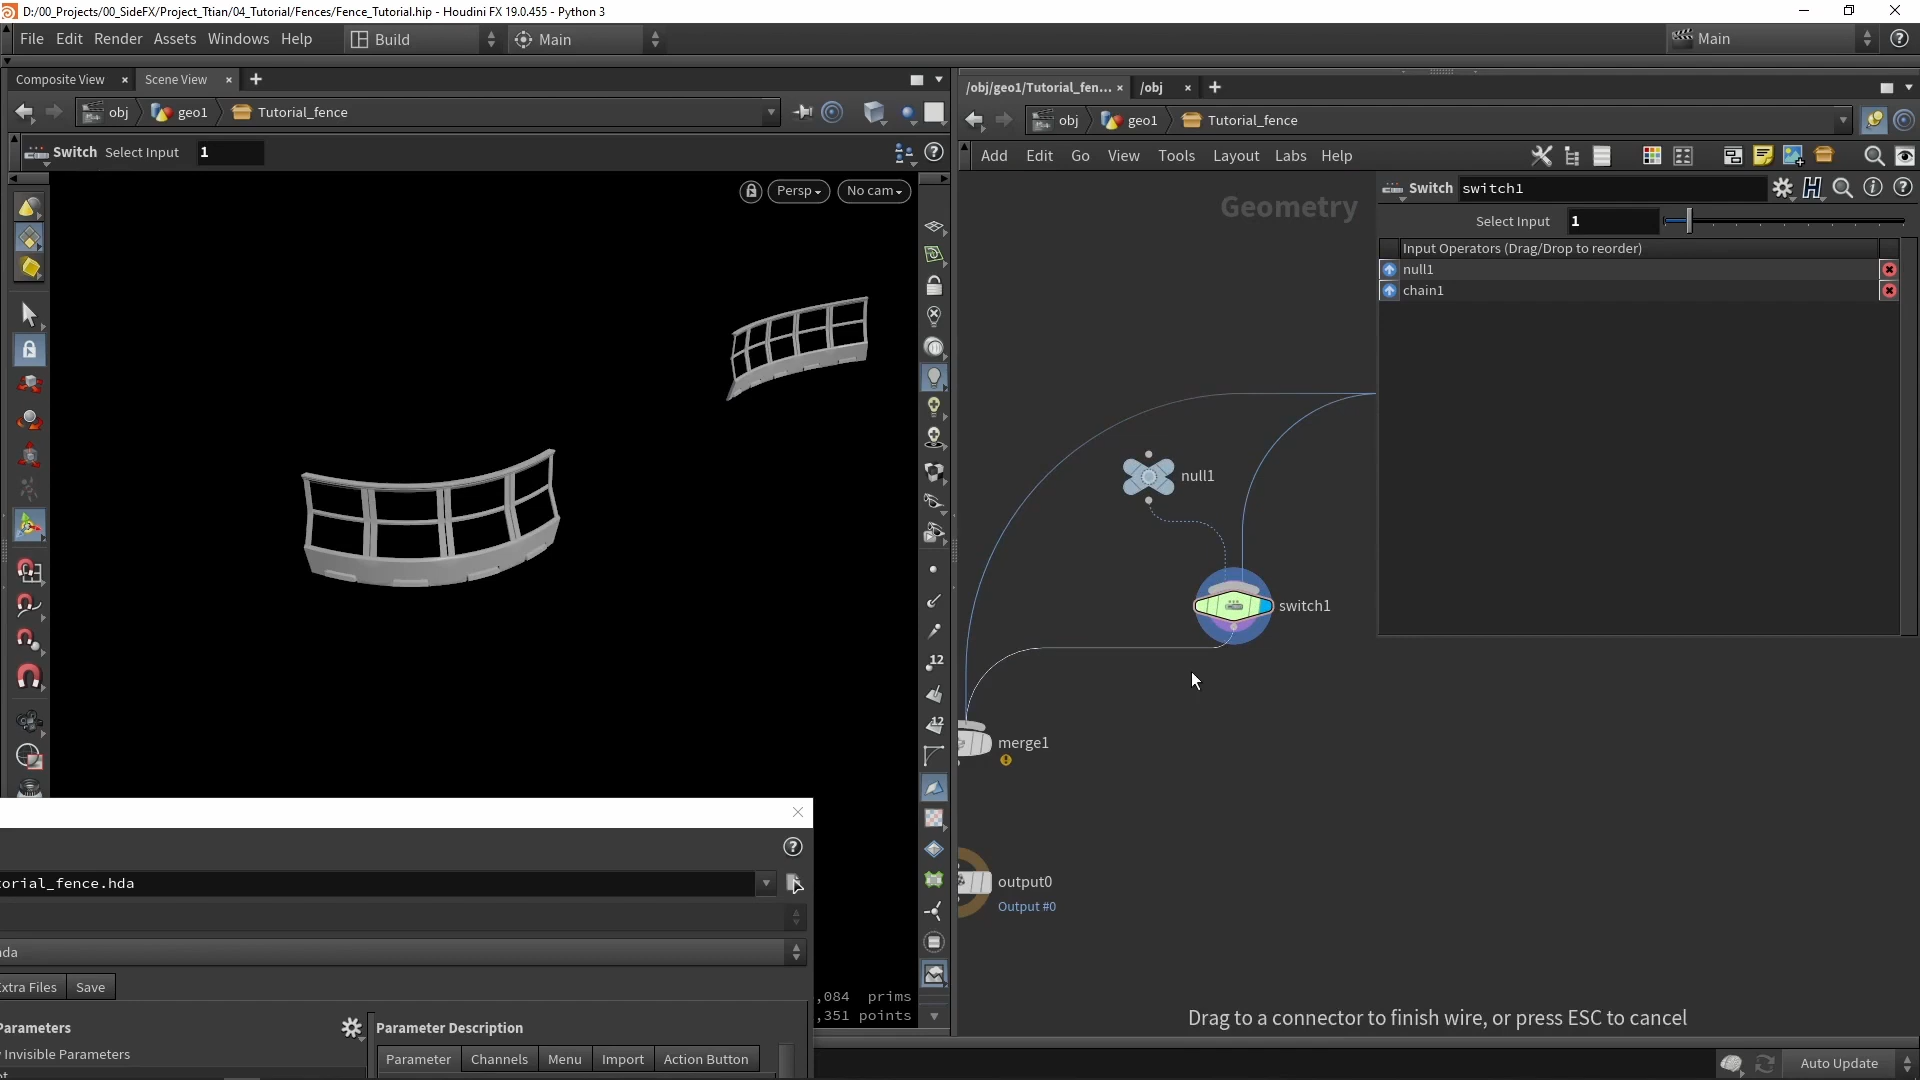 D:/00_Projects/00_SideFX/Project_Ttian/04_Tutorial/Fences/Fence_Tutorial.hip - Houdini FX 19.0.455 - Python 3
File Edit Render Assets Windows Help Build Main Main
Composite View Scene View
obj geo1 Tutorial_fence
Switch Select Input 1
Persp No cam
12
12
,084 prims
,351 points
/obj/geo1/Tutorial_fen... /obj
obj geo1 Tutorial_fence
Add Edit Go View Tools Layout Labs Help
Geometry
Switch switch1
Select Input 1
Input Operators (Drag/Drop to reorder)
null1
chain1
null1
switch1
merge1
output0
Output #0
Drag to a connector to finish wire, or press ESC to cancel
Auto Update
orial_fence.hda
da
xtra Files Save
Parameters Parameter Description
Invisible Parameters
Parameter Channels Menu Import Action Button